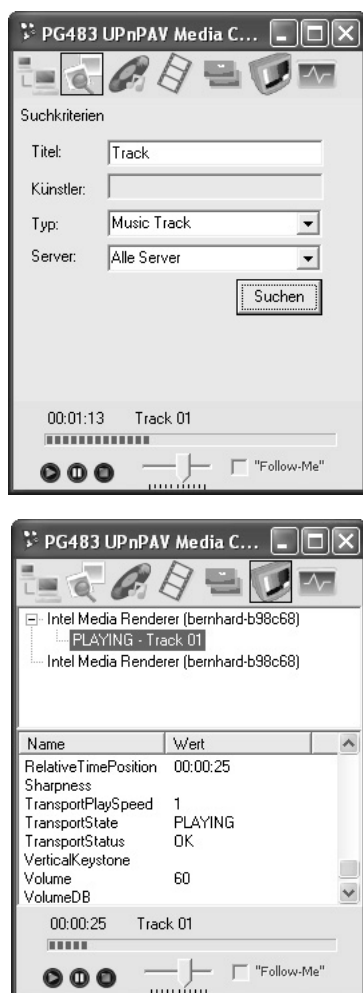 PG483 UPnPAV Media C...
Suchkriterien
Titel: Track
Künstler:
Typ: Music Track
Server: Alle Server
Suchen
00:01:13 Track 01
"Follow-Me"
PG483 UPnPAV Media C...
Intel Media Renderer (bernhard-b98c68)
PLAYING - Track 01
Intel Media Renderer (bernhard-b98c68)
Name Wert
RelativeTimePosition 00:00:25
Sharpness
TransportPlaySpeed 1
TransportState PLAYING
TransportStatus OK
VerticalKeystone
Volume 60
VolumeDB
00:00:25 Track 01
"Follow-Me"